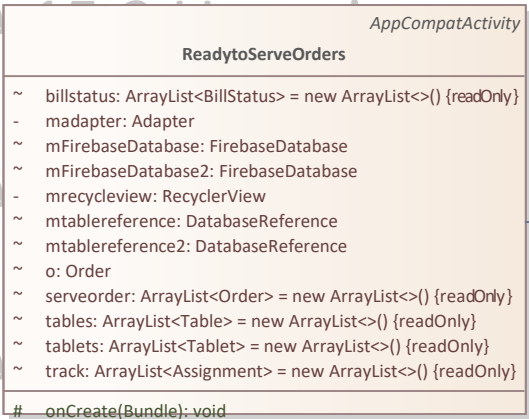 AppCompatActivity
ReadytoServeOrders
~ billstatus: ArrayList<BillStatus> = new ArrayList<>() {readOnly}
- madapter: Adapter
~ mFirebaseDatabase: FirebaseDatabase
~ mFirebaseDatabase2: FirebaseDatabase
- mrecycleview: RecyclerView
~ mtablereference: DatabaseReference
~ mtablereference2: DatabaseReference
~ o: Order
~ serveorder: ArrayList<Order> = new ArrayList<>() {readOnly}
~ tables: ArrayList<Table> = new ArrayList<>() {readOnly}
~ tablets: ArrayList<Tablet> = new ArrayList<>() {readOnly}
~ track: ArrayList<Assignment> = new ArrayList<>() {readOnly}
# onCreate(Bundle): void